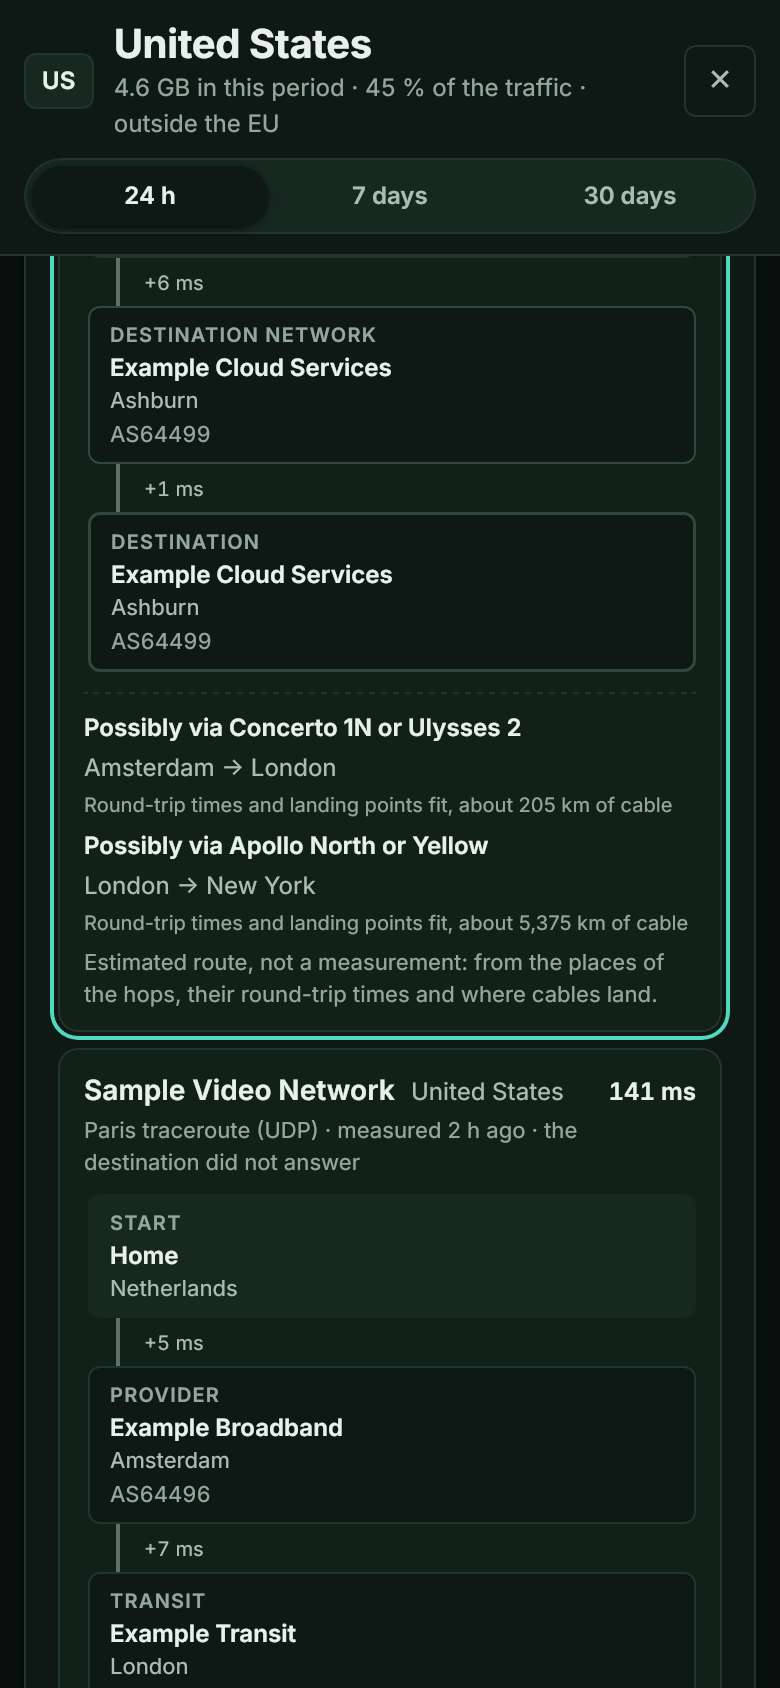 US
United States
4.6 GB in this period · 45 % of the traffic ·
outside the EU
24 h
7 days
30 days
+6 ms
DESTINATION NETWORK
Example Cloud Services
Ashburn
AS64499
+1 ms
DESTINATION
Example Cloud Services
Ashburn
AS64499
Possibly via Concerto 1N or Ulysses 2
Amsterdam → London
Round-trip times and landing points fit, about 205 km of cable
Possibly via Apollo North or Yellow
London → New York
Round-trip times and landing points fit, about 5,375 km of cable
Estimated route, not a measurement: from the places of
the hops, their round-trip times and where cables land.
Sample Video Network United States 141 ms
Paris traceroute (UDP) · measured 2 h ago · the
destination did not answer
START
Home
Netherlands
+5 ms
PROVIDER
Example Broadband
Amsterdam
AS64496
+7 ms
TRANSIT
Example Transit
London